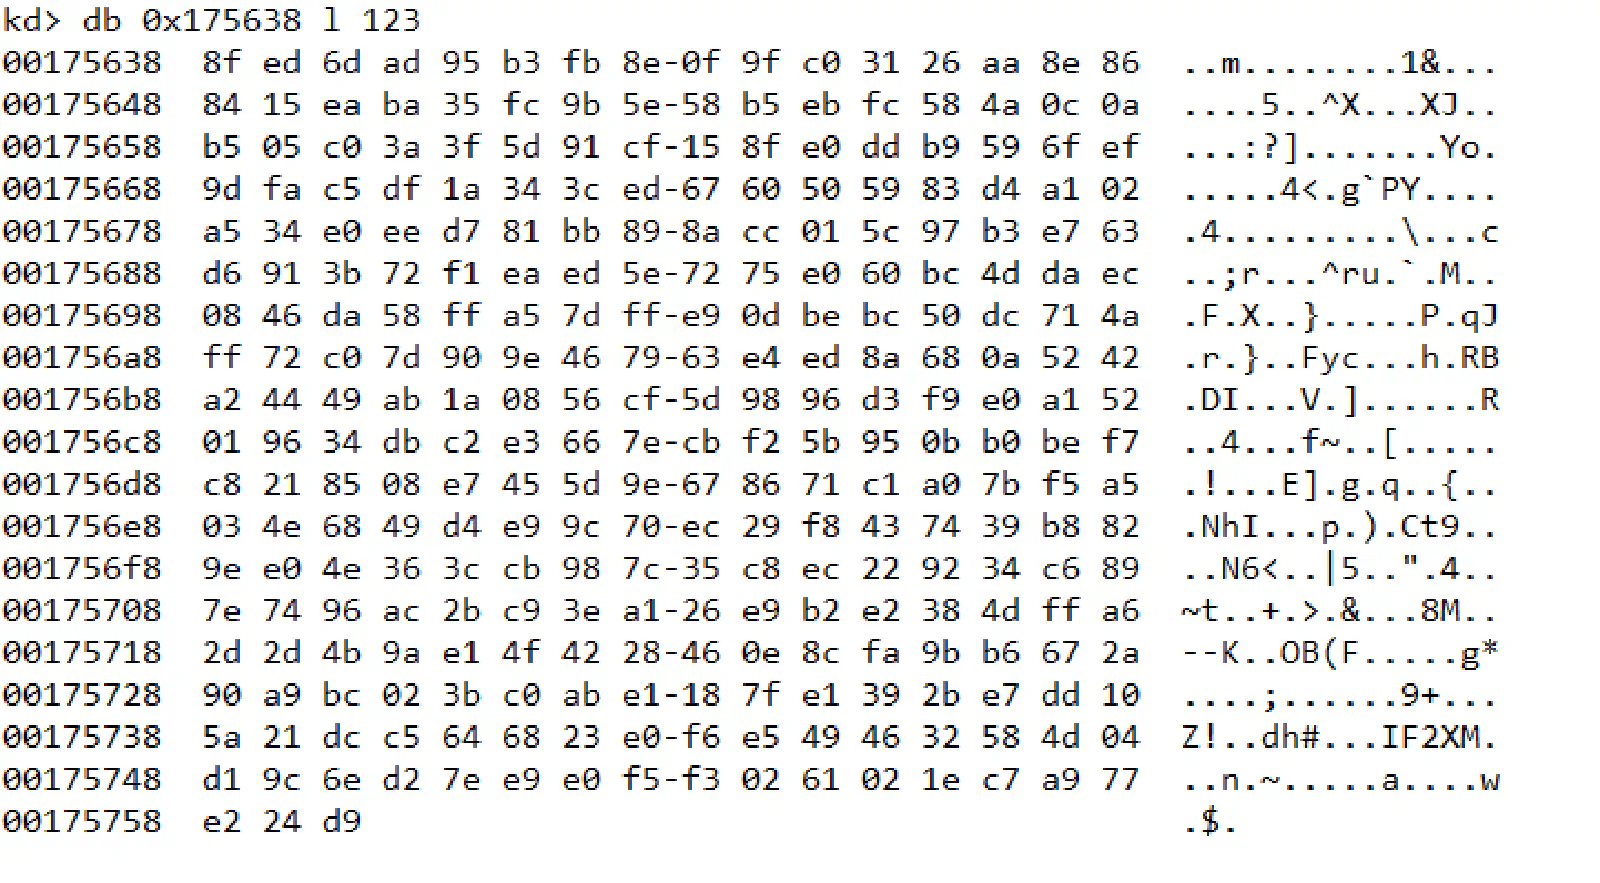 kd> db 0x175638 l 123
00175638  8f ed 6d ad 95 b3 fb 8e-0f 9f c0 31 26 aa 8e 86  ..m........1&...
00175648  84 15 ea ba 35 fc 9b 5e-58 b5 eb fc 58 4a 0c 0a  ....5..^X...XJ..
00175658  b5 05 c0 3a 3f 5d 91 cf-15 8f e0 dd b9 59 6f ef  ...:?].......Yo.
00175668  9d fa c5 df 1a 34 3c ed-67 60 50 59 83 d4 a1 02  .....4<.g`PY....
00175678  a5 34 e0 ee d7 81 bb 89-8a cc 01 5c 97 b3 e7 63  .4.........\...c
00175688  d6 91 3b 72 f1 ea ed 5e-72 75 e0 60 bc 4d da ec  ..;r...^ru.`.M..
00175698  08 46 da 58 ff a5 7d ff-e9 0d be bc 50 dc 71 4a  .F.X..}.....P.qJ
001756a8  ff 72 c0 7d 90 9e 46 79-63 e4 ed 8a 68 0a 52 42  .r.}..Fyc...h.RB
001756b8  a2 44 49 ab 1a 08 56 cf-5d 98 96 d3 f9 e0 a1 52  .DI...V.]......R
001756c8  01 96 34 db c2 e3 66 7e-cb f2 5b 95 0b b0 be f7  ..4...f~..[.....
001756d8  c8 21 85 08 e7 45 5d 9e-67 86 71 c1 a0 7b f5 a5  .!...E].g.q..{..
001756e8  03 4e 68 49 d4 e9 9c 70-ec 29 f8 43 74 39 b8 82  .NhI...p.).Ct9..
001756f8  9e e0 4e 36 3c cb 98 7c-35 c8 ec 22 92 34 c6 89  ..N6<..|5..".4..
00175708  7e 74 96 ac 2b c9 3e a1-26 e9 b2 e2 38 4d ff a6  ~t..+.>.&...8M..
00175718  2d 2d 4b 9a e1 4f 42 28-46 0e 8c fa 9b b6 67 2a  --K..OB(F.....g*
00175728  90 a9 bc 02 3b c0 ab e1-18 7f e1 39 2b e7 dd 10  ....;......9+...
00175738  5a 21 dc c5 64 68 23 e0-f6 e5 49 46 32 58 4d 04  Z!..dh#...IF2XM.
00175748  d1 9c 6e d2 7e e9 e0 f5-f3 02 61 02 1e c7 a9 77  ..n.~.....a....w
00175758  e2 24 d9  .$.